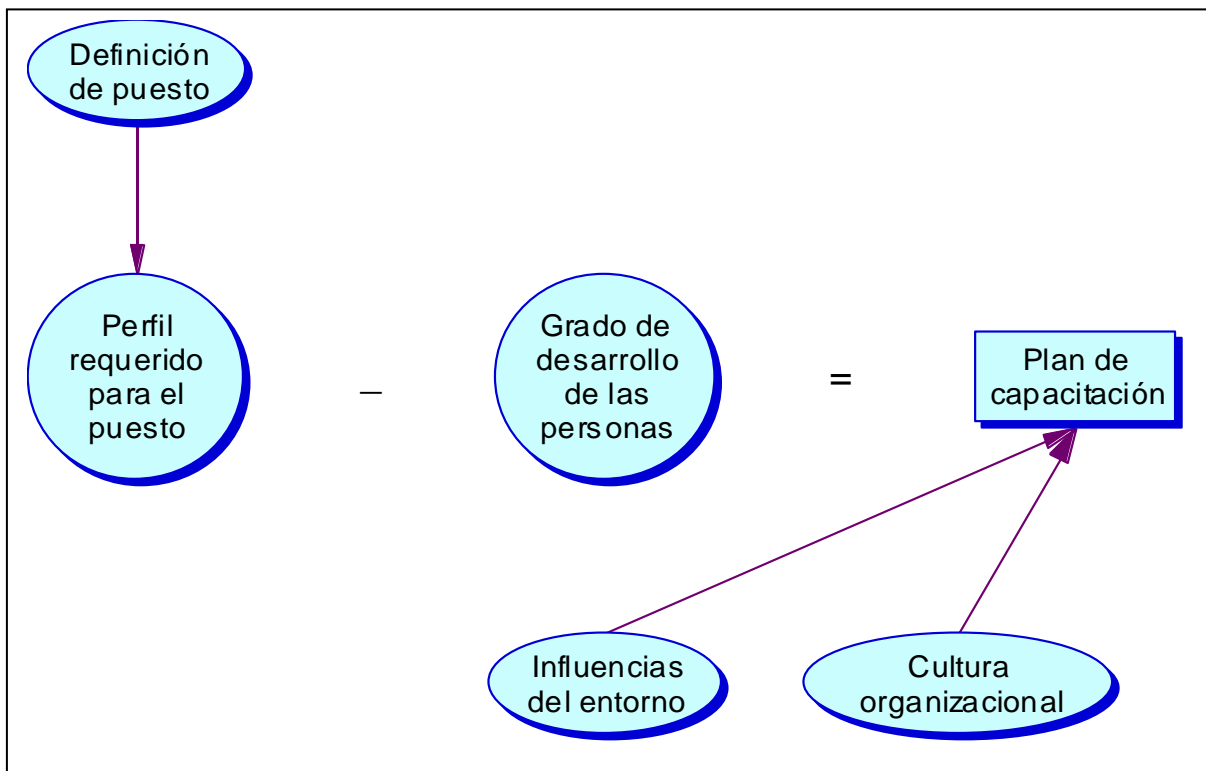 Definición
de puesto
Perfil
requerido
para el
puesto
–
Grado de
desarrollo
de las
personas
=
Plan de
capacitación
Influencias
del entorno
Cultura
organizacional